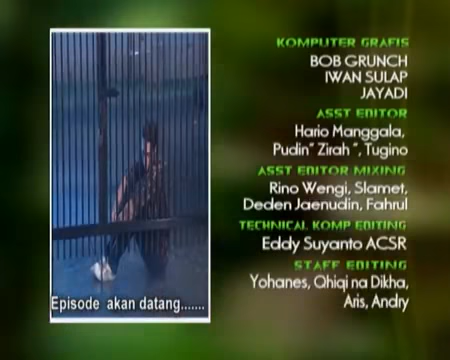 KOMPUTER GRAFIS
BOB GRUNCH
IWAN SULAP
JAYADI
ASST EDITOR
Hario Manggala,
Pudin" Zirah ", Tugino
ASST EDITOR MIXING
Rino Wengi, Slamet,
Deden Jaenudin, Fahrul
TECHNICAL KOMP EDITING
Eddy Suyanto ACSR
STAFF EDITING
Yohanes, Qhiqi na Dikha,
Aris, Andry
Episode akan datang.......